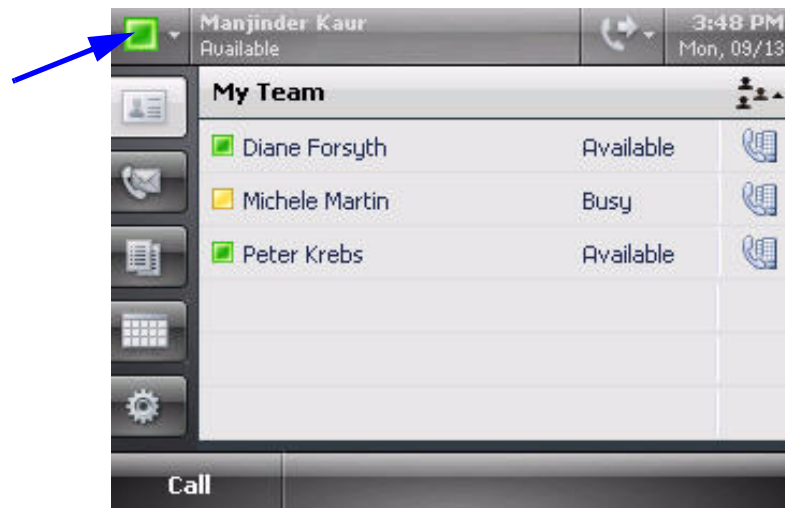 Manjinder Kaur
Available
3:48 PM
Mon, 09/13
My Team
Diane Forsyth Available
Michele Martin Busy
Peter Krebs Available
Call